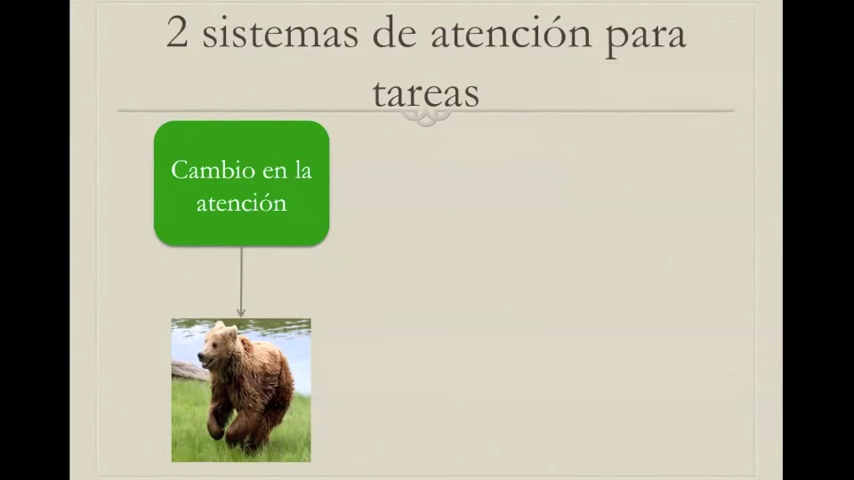 2 sistemas de atención para
tareas
Cambio en la
atención